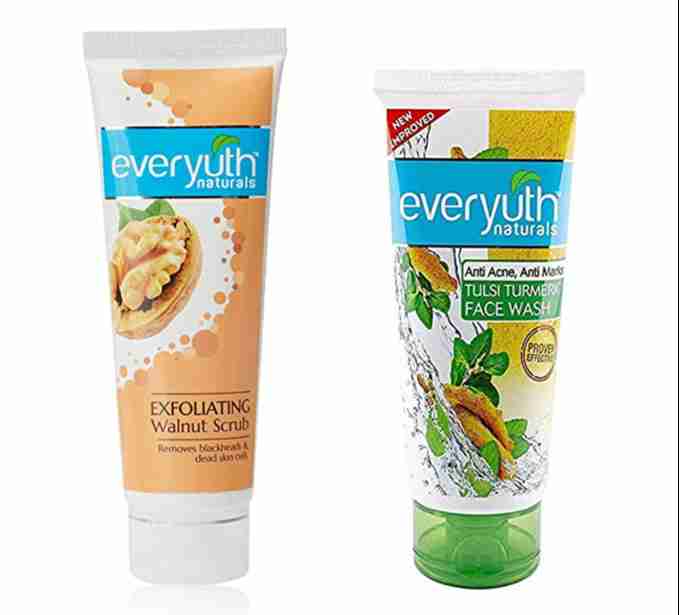 everyuth
naturals
EXFOLIATING
Walnut Scrub
Removes blackheads &
dead skin cells
NEW
IMPROVED
everyuth
naturals
Anti Acne, Anti Marks
TULSI TURMERIC
FACE WASH
PROVEN
EFFECTIVE